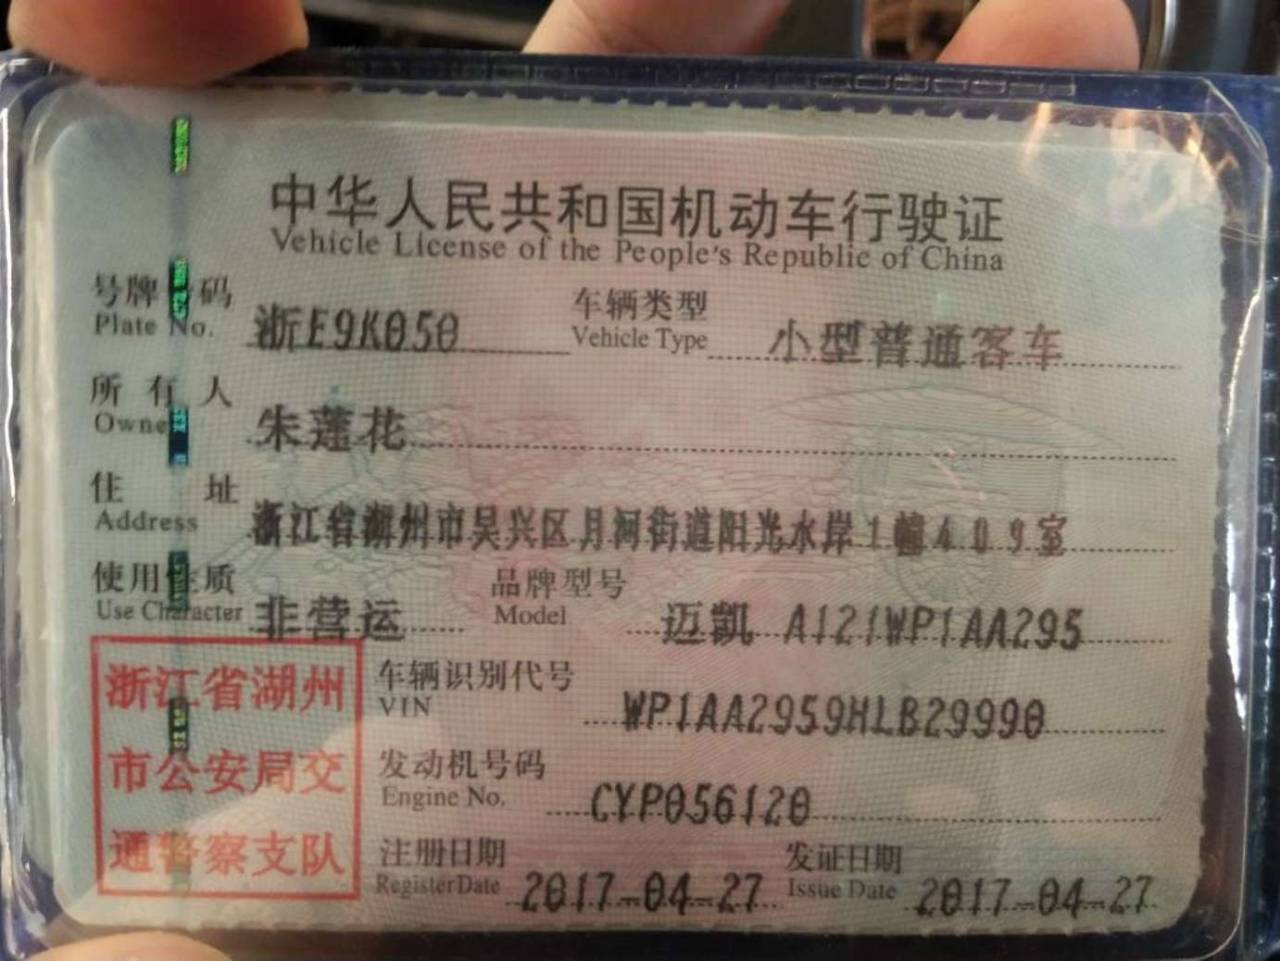 中华人民共和国机动车行驶证
Vehicle License of the People's Republic of China
号牌号码 浙E9K050 车辆类型 小型普通客车
Plate No. Vehicle Type
所有人 朱莲花
Owner
住址 浙江省湖州市吴兴区月河街道阳光水岸1幢409室
Address
使用性质 非营运 品牌型号 迈凯 A121WP1AA295
Use Character Model
浙江省湖州
市公安局交
通警察支队
车辆识别代号 WP1AA2959HLB29990
VIN
发动机号码 CYP056120
Engine No.
注册日期 2017-04-27 发证日期 2017-04-27
Register Date Issue Date